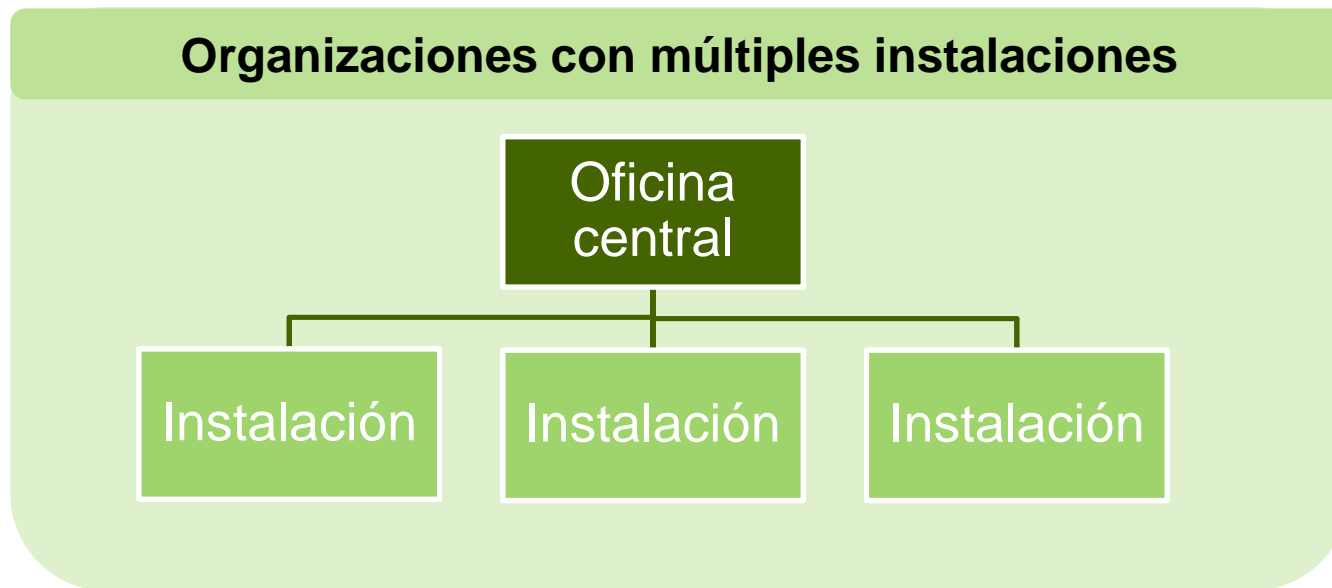 Organizaciones con múltiples instalaciones
Oficina
central
Instalación
Instalación
Instalación